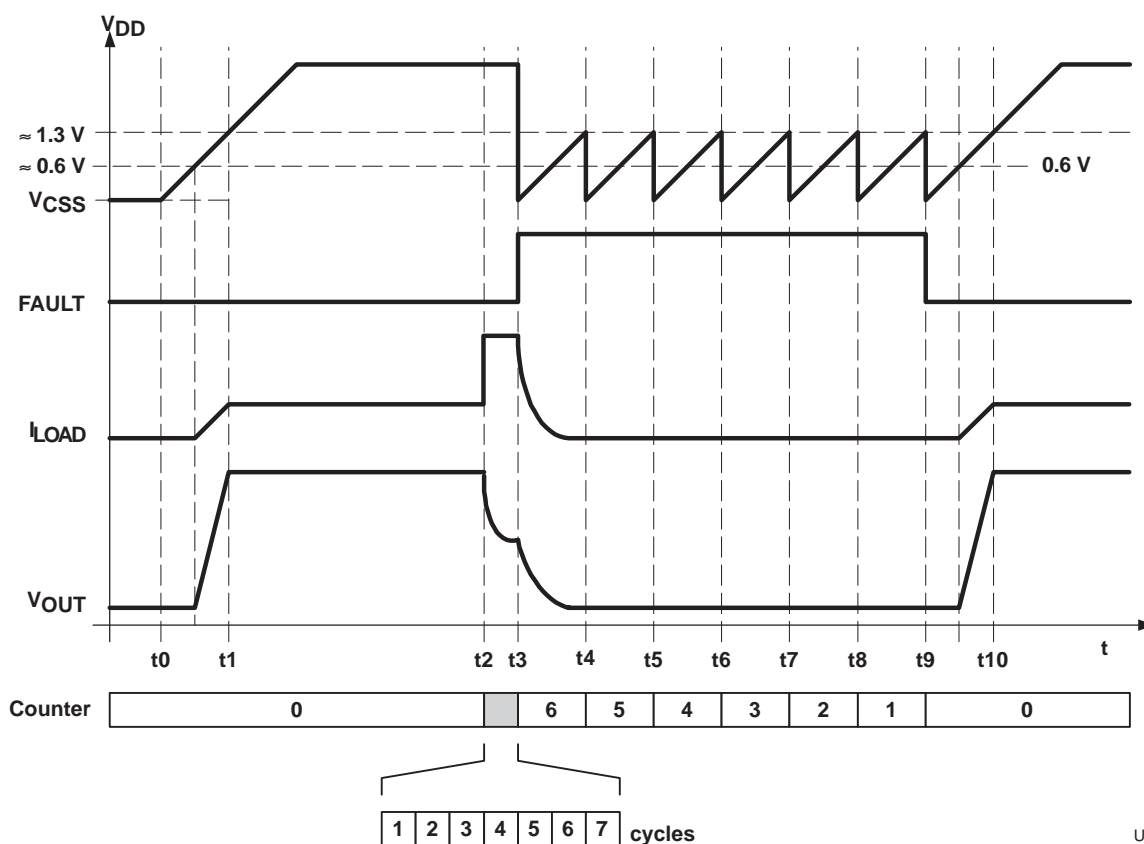 VDD
≈ 1.3 V
≈ 0.6 V
0.6 V
VCSS
FAULT
ILOAD
VOUT
t0 t1 t2 t3 t4 t5 t6 t7 t8 t9 t10 t
Counter 0 6 5 4 3 2 1 0
1 2 3 4 5 6 7 cycles
U